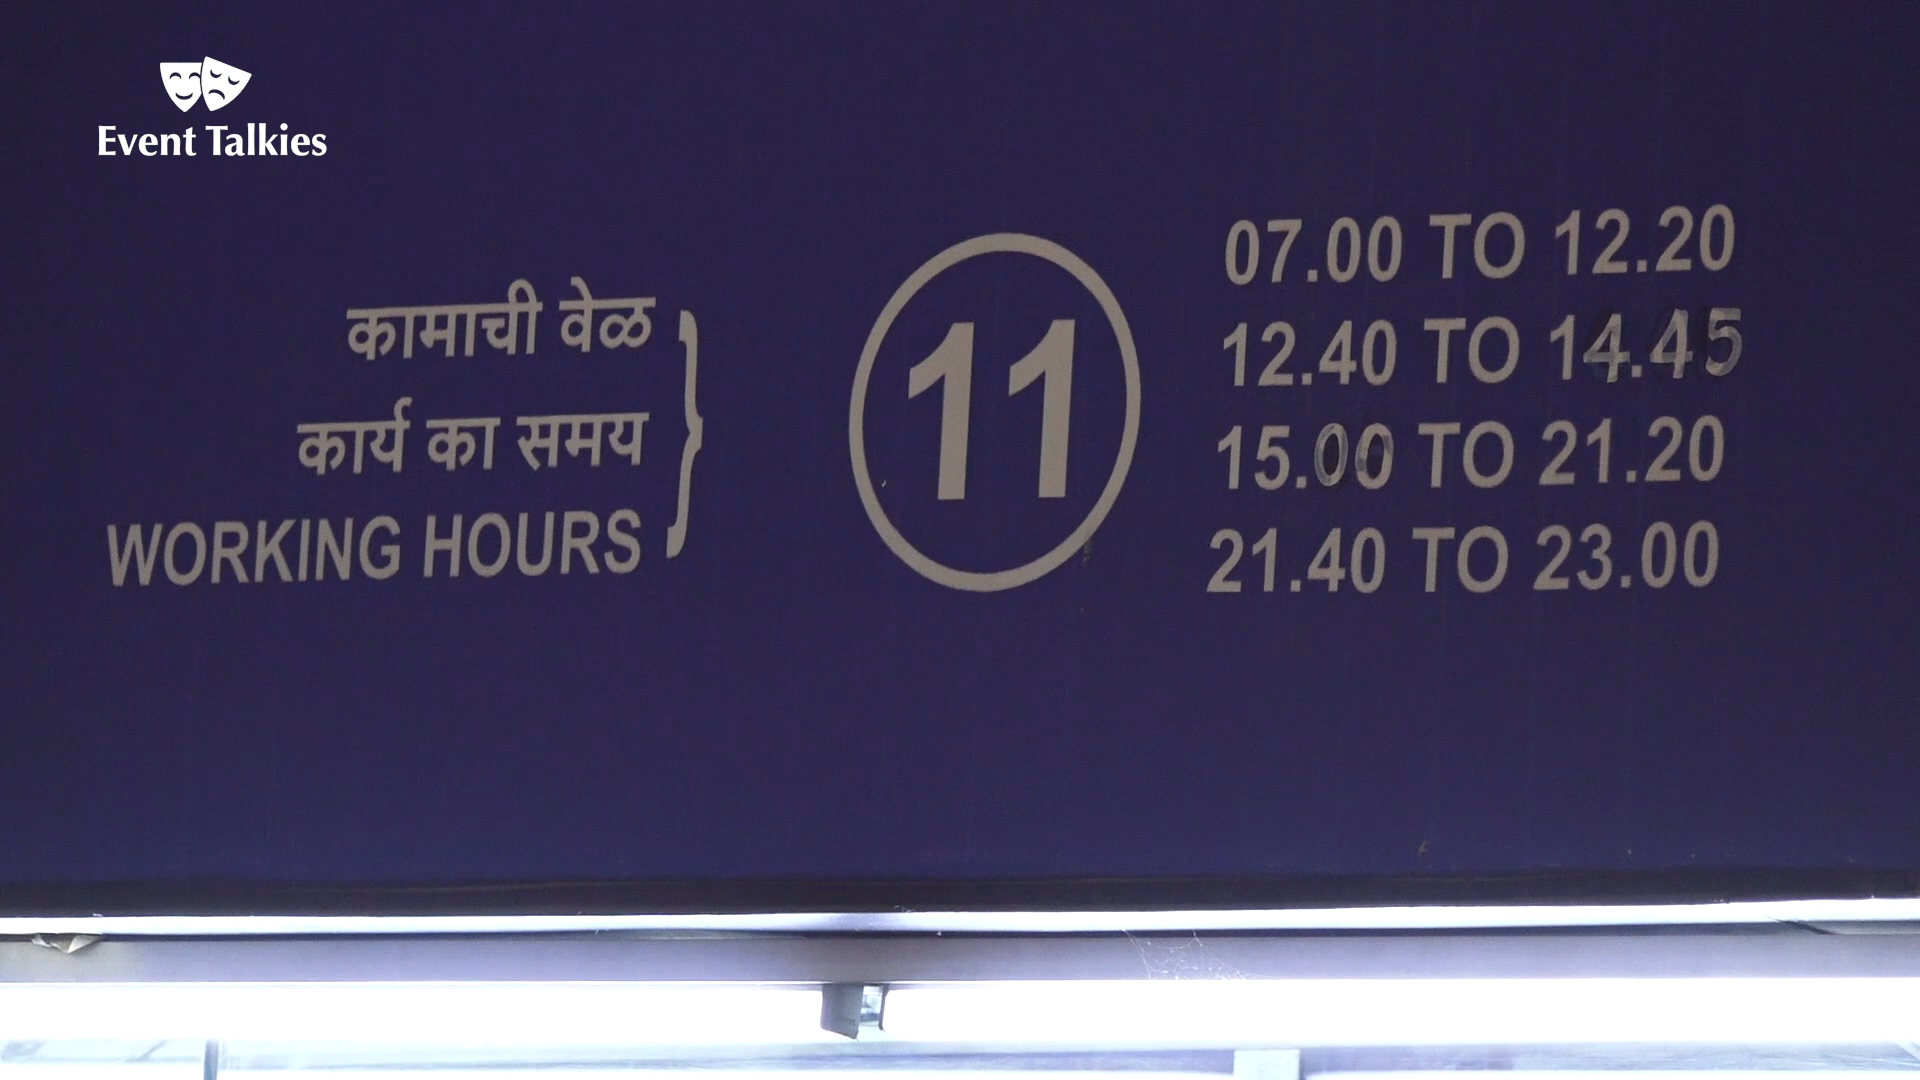 Event Talkies
कामाची वेळ
कार्य का समय
WORKING HOURS
11
07.00 TO 12.20
12.40 TO 14.45
15.00 TO 21.20
21.40 TO 23.00